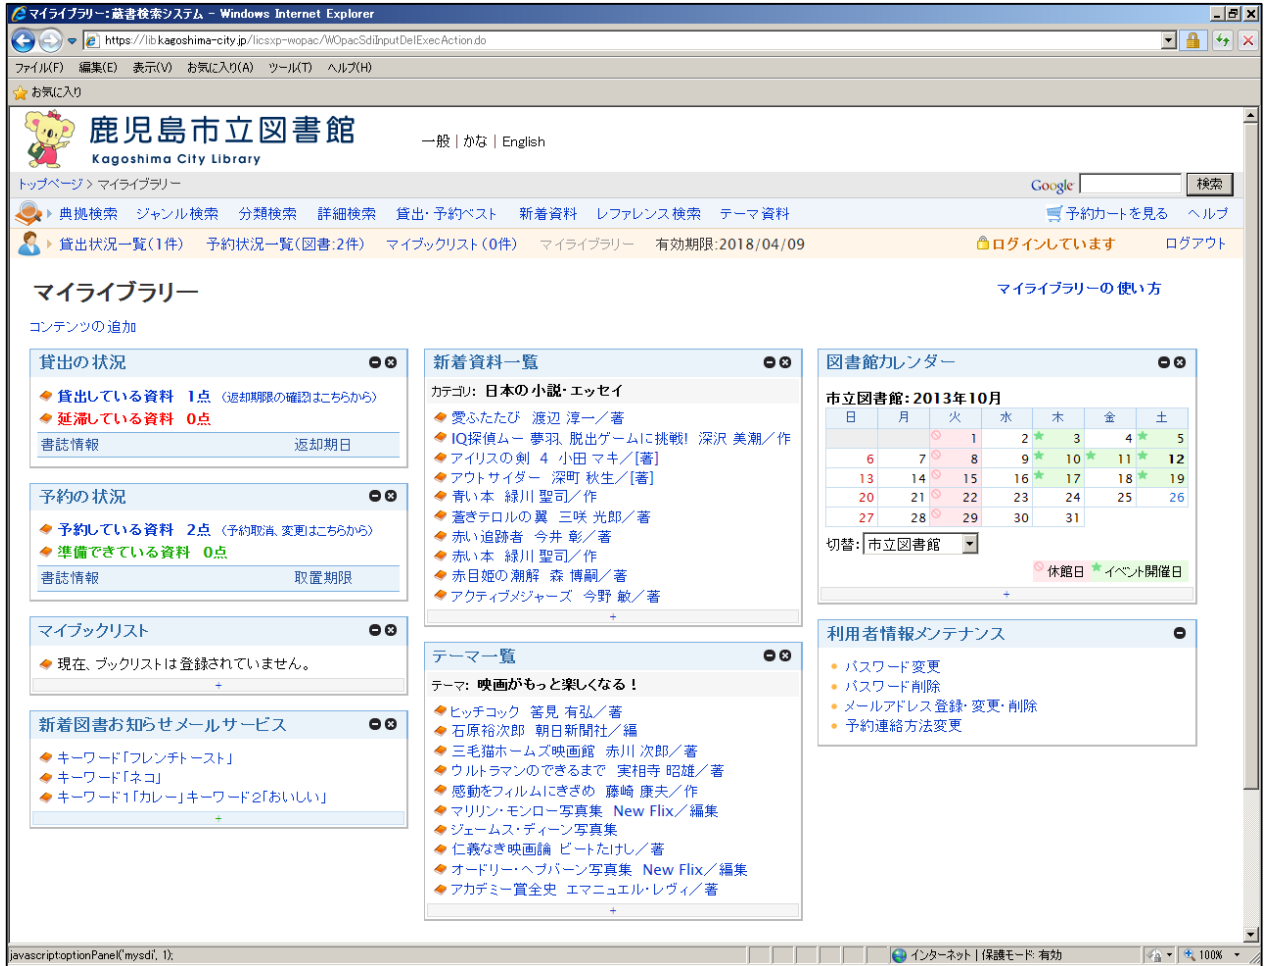 マイライブラリー：蔵書検索システム - Windows Internet Explorer
https://lib.kagoshima-city.jp/licsxp-wopac/WOpacSdiInputDelExecAction.do
ファイル(F) 編集(E) 表示(V) お気に入り(A) ツール(T) ヘルプ(H)
お気に入り
鹿児島市立図書館
Kagoshima City Library
一般 | かな | English
トップページ > マイライブラリー
Google 検索
典拠検索 ジャンル検索 分類検索 詳細検索 貸出・予約ベスト 新着資料 レファレンス検索 テーマ資料 予約カートを見る ヘルプ
貸出状況一覧(1件) 予約状況一覧(図書:2件) マイブックリスト(0件) マイライブラリー 有効期限:2018/04/09 ログインしています ログアウト
マイライブラリー
マイライブラリーの使い方
コンテンツの追加
貸出の状況
貸出している資料 1点 (返却期限の確認はこちらから)
延滞している資料 0点
書誌情報 返却期日
予約の状況
予約している資料 2点 (予約取消、変更はこちらから)
準備できている資料 0点
書誌情報 取置期限
マイブックリスト
現在、ブックリストは登録されていません。
+
新着図書お知らせメールサービス
キーワード「フレンチトースト」
キーワード「ネコ」
キーワード1「カレー」キーワード2「おいしい」
+
新着資料一覧
カテゴリ: 日本の小説・エッセイ
愛ふたたび 渡辺 淳一／著
IQ探偵ムー 夢羽、脱出ゲームに挑戦! 深沢 美潮／作
アイリスの剣 4 小田 マキ／[著]
アウトサイダー 深町 秋生／[著]
青い本 緑川 聖司／作
蒼きテロルの翼 三咲 光郎／著
赤い追跡者 今井 彰／著
赤い本 緑川 聖司／作
赤目姫の潮解 森 博嗣／著
アクティブメジャーズ 今野 敏／著
+
テーマ一覧
テーマ: 映画がもっと楽しくなる！
ヒッチコック 筈見 有弘／著
石原裕次郎 朝日新聞社／編
三毛猫ホームズ映画館 赤川 次郎／著
ウルトラマンのできるまで 実相寺 昭雄／著
感動をフィルムにきざめ 藤崎 康夫／作
マリリン・モンロー写真集 New Flix／編集
ジェームス・ディーン写真集
仁義なき映画論 ビートたけし／著
オードリー・ヘプバーン写真集 New Flix／編集
アカデミー賞全史 エマニュエル・レヴィ／著
+
図書館カレンダー
市立図書館:2013年10月
日 月 火 水 木 金 土
1 2 3 4 5
6 7 8 9 10 11 12
13 14 15 16 17 18 19
20 21 22 23 24 25 26
27 28 29 30 31
切替: 市立図書館
休館日 イベント開催日
+
利用者情報メンテナンス
パスワード変更
パスワード削除
メールアドレス登録・変更・削除
予約連絡方法変更
javascript:optionPanel('mysdi', 1);
インターネット | 保護モード: 有効
100%